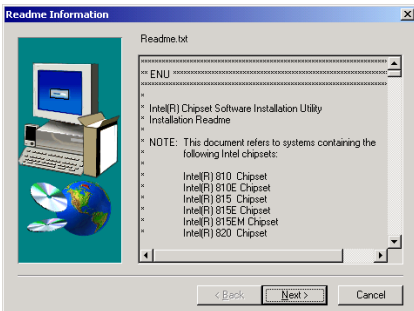 Readme Information
Readme.txt
** ENU **
* Intel(R) Chipset Software Installation Utility
* Installation Readme
* NOTE: This document refers to systems containing the
* following Intel chipsets:
* Intel(R) 810 Chipset
* Intel(R) 810E Chipset
* Intel(R) 815 Chipset
* Intel(R) 815E Chipset
* Intel(R) 815EM Chipset
* Intel(R) 820 Chipset
< Back Next > Cancel